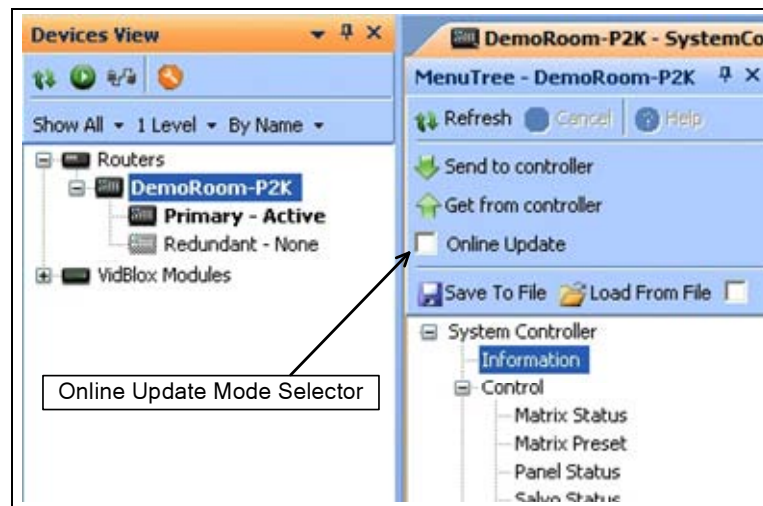 Devices View
Show All 1 Level By Name
Routers
DemoRoom-P2K
Primary - Active
Redundant - None
VidBlox Modules
Online Update Mode Selector
DemoRoom-P2K - SystemCo
MenuTree - DemoRoom-P2K
Refresh Cancel Help
Send to controller
Get from controller
Online Update
Save To File Load From File
System Controller
Information
Control
Matrix Status
Matrix Preset
Panel Status
Salvo Status